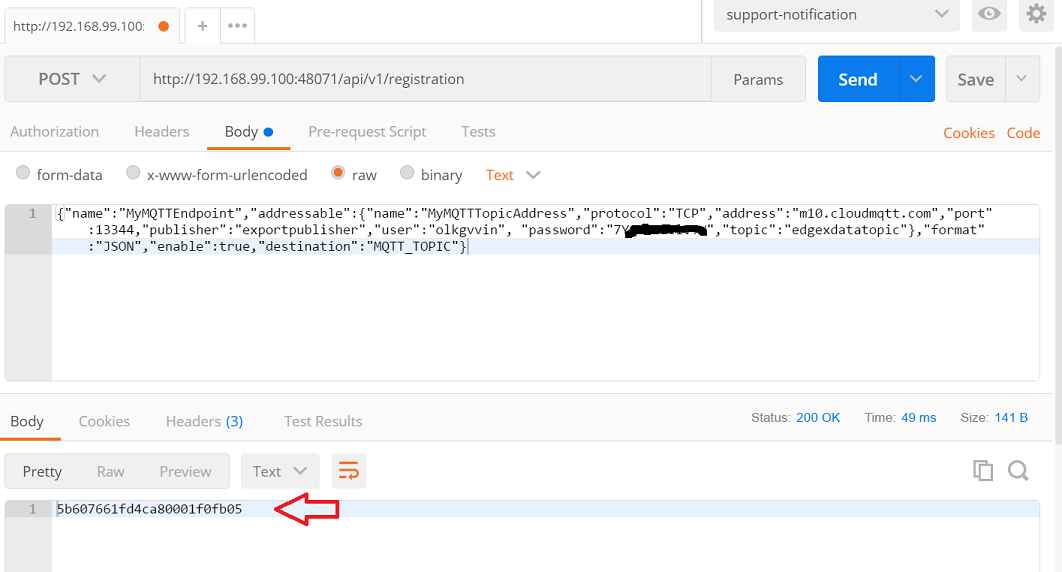 http://192.168.99.100:
support-notification
POST
http://192.168.99.100:48071/api/v1/registration
Params
Send
Save
Authorization
Headers
Body
Pre-request Script
Tests
Cookies
Code
form-data
x-www-form-urlencoded
raw
binary
Text
1
{"name":"MyMQTTEndpoint","addressable":{"name":"MyMQTTTopicAddress","protocol":"TCP","address":"m10.cloudmqtt.com","port"
:13344,"publisher":"exportpublisher","user":"olkgvvin", "password":"7Y ","topic":"edgexdatatopic"},"format"
:"JSON","enable":true,"destination":"MQTT_TOPIC"}
Body
Cookies
Headers (3)
Test Results
Status: 200 OK
Time: 49 ms
Size: 141 B
Pretty
Raw
Preview
Text
1
5b607661fd4ca80001f0fb05